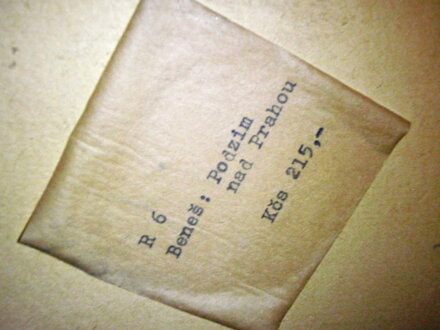 R 6
Beneš: Podzim
nad Prahou
Kčs 215,-